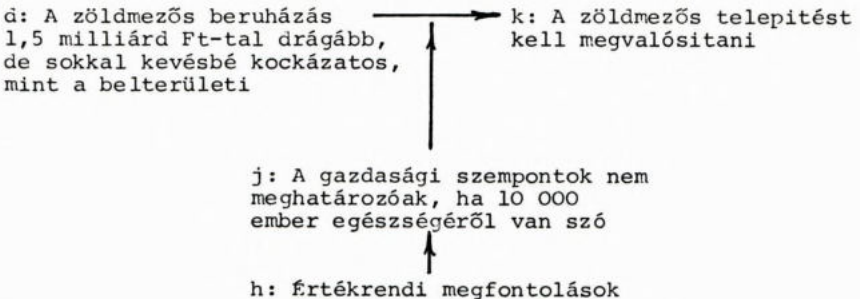 d: A zöldmezős beruházás
1,5 milliárd Ft-tal drágább,
de sokkal kevésbé kockázatos,
mint a belterületi
k: A zöldmezős telepitést
kell megvalósitani
j: A gazdasági szempontok nem
meghatározóak, ha 10 000
ember egészségéről van szó
h: Értékrendi megfontolások